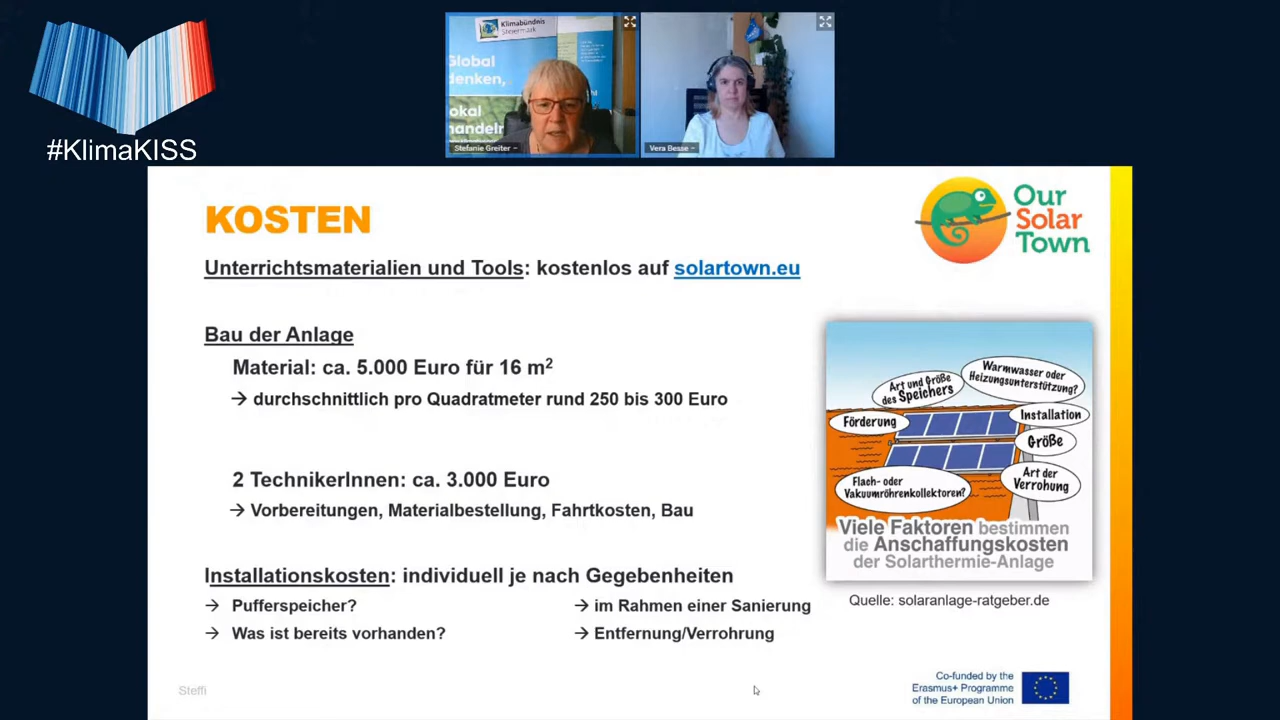 #KlimaKISS
Klimabündnis
Steiermark
Global
denken,
okal
handeln
Stefanie Greiter
Vera Besse
KOSTEN
Our
Solar
Town
Unterrichtsmaterialien und Tools: kostenlos auf solartown.eu
Bau der Anlage
Material: ca. 5.000 Euro für 16 m²
→ durchschnittlich pro Quadratmeter rund 250 bis 300 Euro
2 TechnikerInnen: ca. 3.000 Euro
→ Vorbereitungen, Materialbestellung, Fahrtkosten, Bau
Installationskosten: individuell je nach Gegebenheiten
→ Pufferspeicher?
→ im Rahmen einer Sanierung
→ Was ist bereits vorhanden?
→ Entfernung/Verrohrung
Warmwasser oder
Heizungsunterstützung?
Art und Größe
des Speichers
Förderung
Installation
Größe
Art der
Verrohung
Flach- oder
Vakuumröhrenkollektoren?
Viele Faktoren bestimmen
die Anschaffungskosten
der Solarthermie-Anlage
Quelle: solaranlage-ratgeber.de
Steffi
Co-funded by the
Erasmus+ Programme
of the European Union